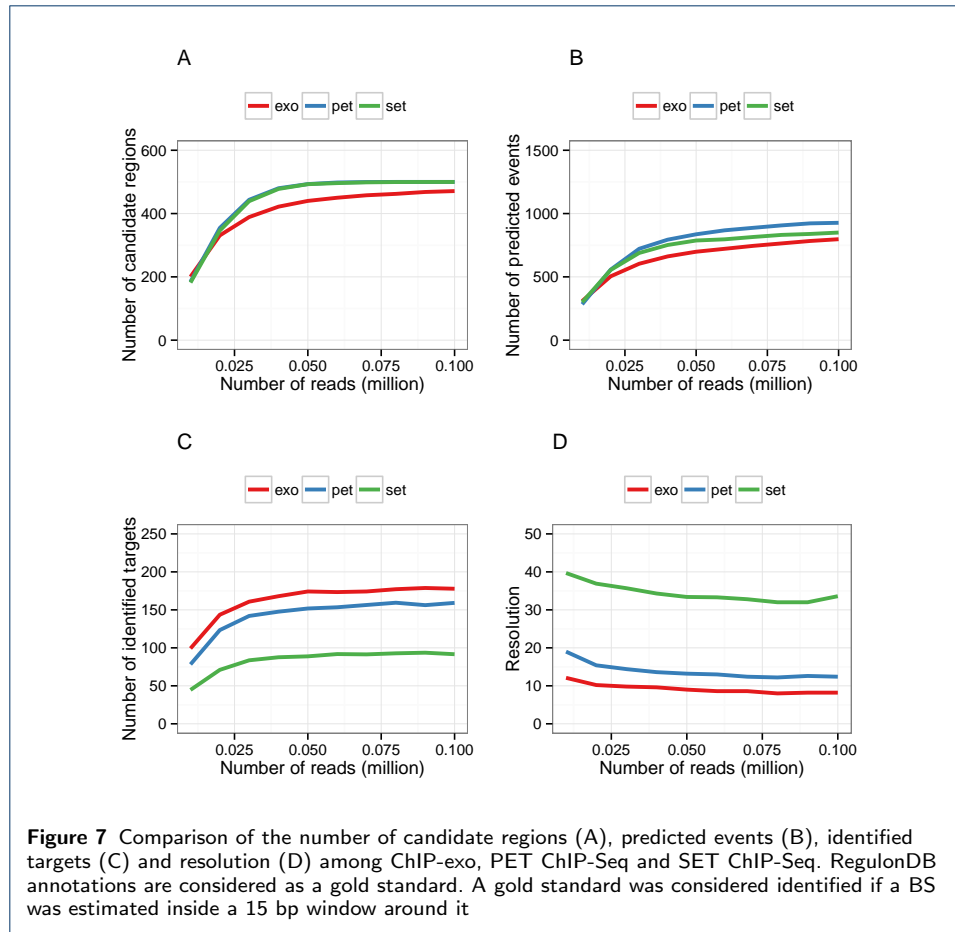 A
exo pet set
Number of candidate regions
600
400
200
0
0.025 0.050 0.075 0.100
Number of reads (million)
B
exo pet set
Number of predicted events
1500
1000
500
0
0.025 0.050 0.075 0.100
Number of reads (million)
C
exo pet set
Number of identified targets
250
200
150
100
50
0
0.025 0.050 0.075 0.100
Number of reads (million)
D
exo pet set
Resolution
50
40
30
20
10
0
0.025 0.050 0.075 0.100
Number of reads (million)
Figure 7 Comparison of the number of candidate regions (A), predicted events (B), identified
targets (C) and resolution (D) among ChIP-exo, PET ChIP-Seq and SET ChIP-Seq. RegulonDB
annotations are considered as a gold standard. A gold standard was considered identified if a BS
was estimated inside a 15 bp window around it